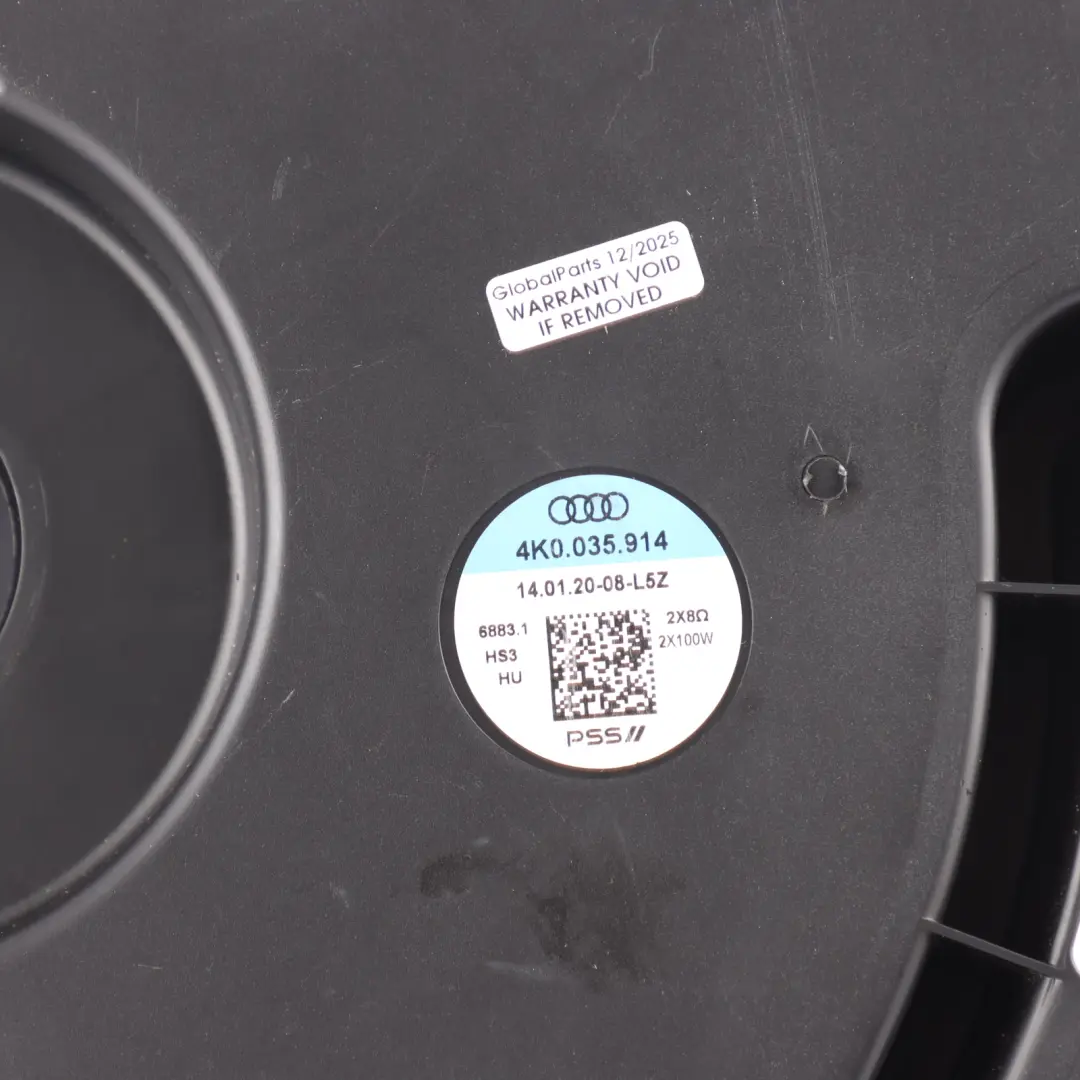 GlobalParts 12/2025
WARRANTY VOID
IF REMOVED
4K0.035.914
14.01.20-08-L5Z
6883.1
HS3
HU
2X8Ω
2X100W
PSS